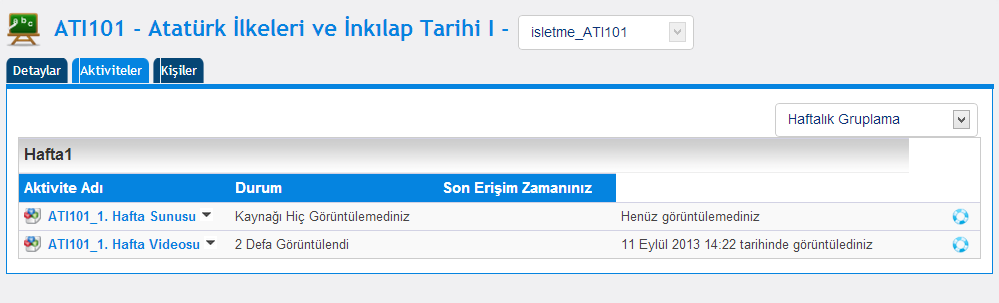 ATI101 - Atatürk İlkeleri ve İnkılap Tarihi I - işletme_ATI101
Detaylar Aktiviteler Kişiler
Haftalık Gruplama
Hafta1
Aktivite Adı Durum Son Erişim Zamanınız
ATI101_1. Hafta Sunusu Kaynağı Hiç Görüntülemediniz Henüz görüntülemediniz
ATI101_1. Hafta Videosu 2 Defa Görüntülendi 11 Eylül 2013 14:22 tarihinde görüntülediniz